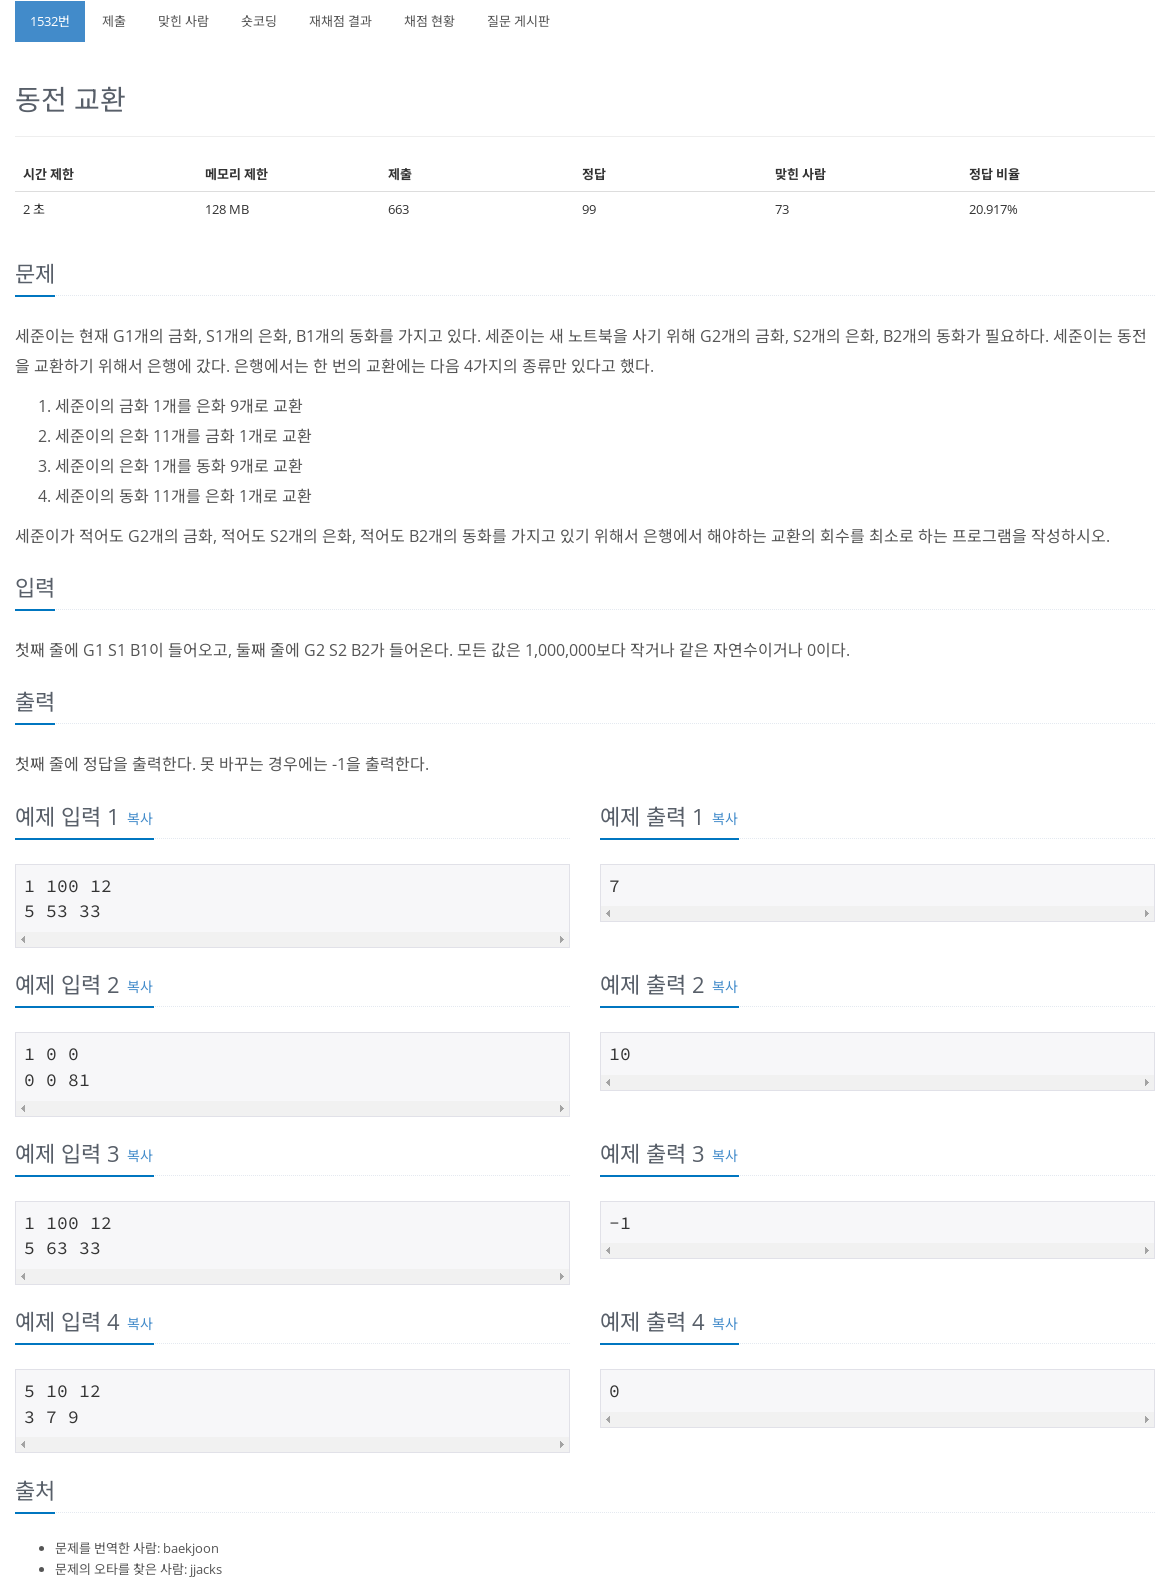 1532번 제출 맞힌 사람 숏코딩 재채점 결과 채점 현황 질문 게시판
동전 교환
시간 제한 메모리 제한 제출 정답 맞힌 사람 정답 비율
2 초 128 MB 663 99 73 20.917%
문제
세준이는 현재 G1개의 금화, S1개의 은화, B1개의 동화를 가지고 있다. 세준이는 새 노트북을 사기 위해 G2개의 금화, S2개의 은화, B2개의 동화가 필요하다. 세준이는 동전
을 교환하기 위해서 은행에 갔다. 은행에서는 한 번의 교환에는 다음 4가지의 종류만 있다고 했다.
1. 세준이의 금화 1개를 은화 9개로 교환
2. 세준이의 은화 11개를 금화 1개로 교환
3. 세준이의 은화 1개를 동화 9개로 교환
4. 세준이의 동화 11개를 은화 1개로 교환
세준이가 적어도 G2개의 금화, 적어도 S2개의 은화, 적어도 B2개의 동화를 가지고 있기 위해서 은행에서 해야하는 교환의 회수를 최소로 하는 프로그램을 작성하시오.
입력
첫째 줄에 G1 S1 B1이 들어오고, 둘째 줄에 G2 S2 B2가 들어온다. 모든 값은 1,000,000보다 작거나 같은 자연수이거나 0이다.
출력
첫째 줄에 정답을 출력한다. 못 바꾸는 경우에는 -1을 출력한다.
예제 입력 1 복사
1 100 12
5 53 33
예제 출력 1 복사
7
예제 입력 2 복사
1 0 0
0 0 81
예제 출력 2 복사
10
예제 입력 3 복사
1 100 12
5 63 33
예제 출력 3 복사
-1
예제 입력 4 복사
5 10 12
3 7 9
예제 출력 4 복사
0
출처
문제를 번역한 사람: baekjoon
문제의 오타를 찾은 사람: jjacks